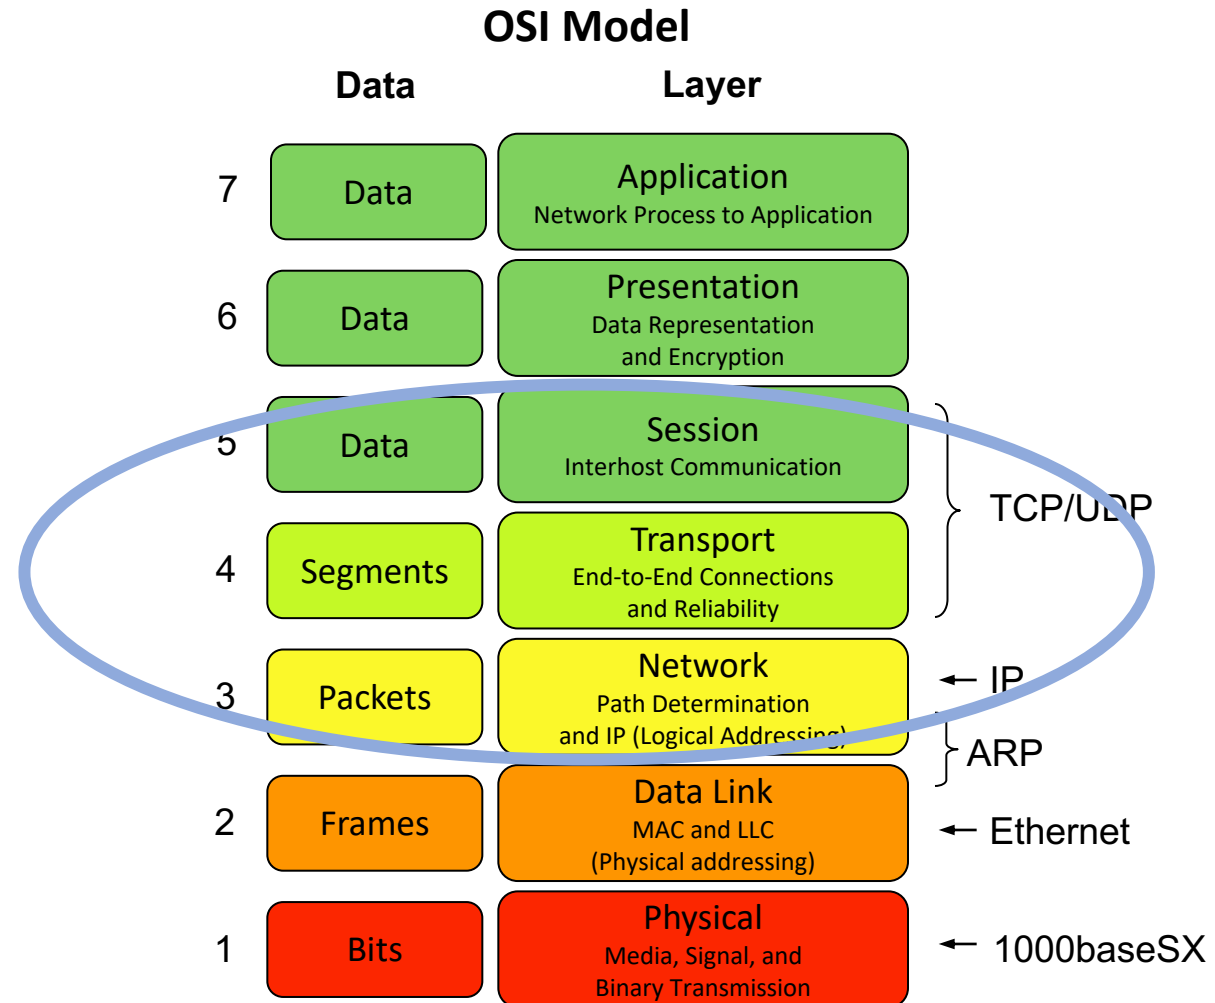 OSI Model
Data Layer
7 Data Application
Network Process to Application
6 Data Presentation
Data Representation
and Encryption
5 Data Session
Interhost Communication
TCP/UDP
4 Segments Transport
End-to-End Connections
and Reliability
3 Packets Network
Path Determination
and IP (Logical Addressing)
IP
ARP
2 Frames Data Link
MAC and LLC
(Physical addressing)
Ethernet
1 Bits Physical
Media, Signal, and
Binary Transmission
1000baseSX